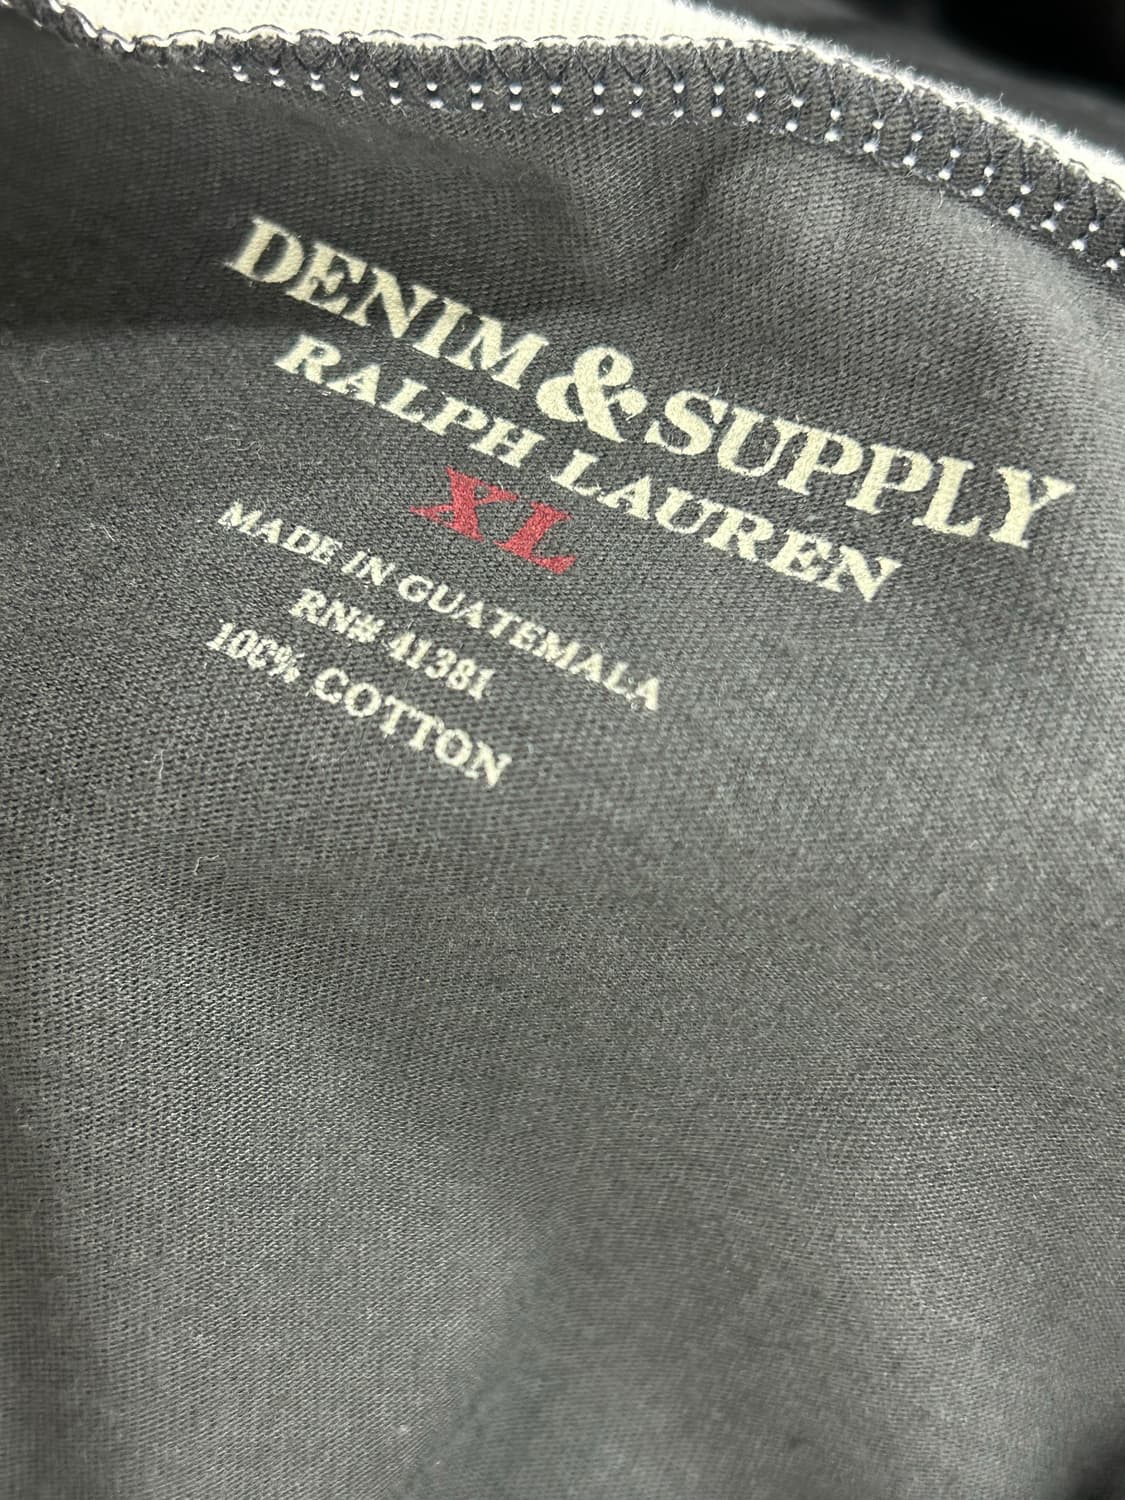 DENIM & SUPPLY
RALPH LAUREN
XL
MADE IN GUATEMALA
RN# 41381
100% COTTON